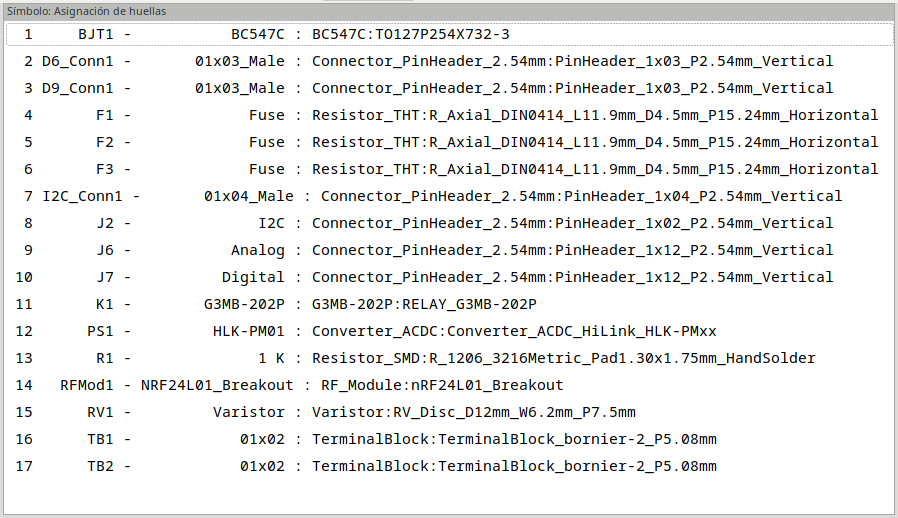 Símbolo: Asignación de huellas
1 BJT1 - BC547C : BC547C:TO127P254X732-3
2 D6_Conn1 - 01x03_Male : Connector_PinHeader_2.54mm:PinHeader_1x03_P2.54mm_Vertical
3 D9_Conn1 - 01x03_Male : Connector_PinHeader_2.54mm:PinHeader_1x03_P2.54mm_Vertical
4 F1 - Fuse : Resistor_THT:R_Axial_DIN0414_L11.9mm_D4.5mm_P15.24mm_Horizontal
5 F2 - Fuse : Resistor_THT:R_Axial_DIN0414_L11.9mm_D4.5mm_P15.24mm_Horizontal
6 F3 - Fuse : Resistor_THT:R_Axial_DIN0414_L11.9mm_D4.5mm_P15.24mm_Horizontal
7 I2C_Conn1 - 01x04_Male : Connector_PinHeader_2.54mm:PinHeader_1x04_P2.54mm_Vertical
8 J2 - I2C : Connector_PinHeader_2.54mm:PinHeader_1x02_P2.54mm_Vertical
9 J6 - Analog : Connector_PinHeader_2.54mm:PinHeader_1x12_P2.54mm_Vertical
10 J7 - Digital : Connector_PinHeader_2.54mm:PinHeader_1x12_P2.54mm_Vertical
11 K1 - G3MB-202P : G3MB-202P:RELAY_G3MB-202P
12 PS1 - HLK-PM01 : Converter_ACDC:Converter_ACDC_HiLink_HLK-PMxx
13 R1 - 1 K : Resistor_SMD:R_1206_3216Metric_Pad1.30x1.75mm_HandSolder
14 RFMod1 - NRF24L01_Breakout : RF_Module:nRF24L01_Breakout
15 RV1 - Varistor : Varistor:RV_Disc_D12mm_W6.2mm_P7.5mm
16 TB1 - 01x02 : TerminalBlock:TerminalBlock_bornier-2_P5.08mm
17 TB2 - 01x02 : TerminalBlock:TerminalBlock_bornier-2_P5.08mm